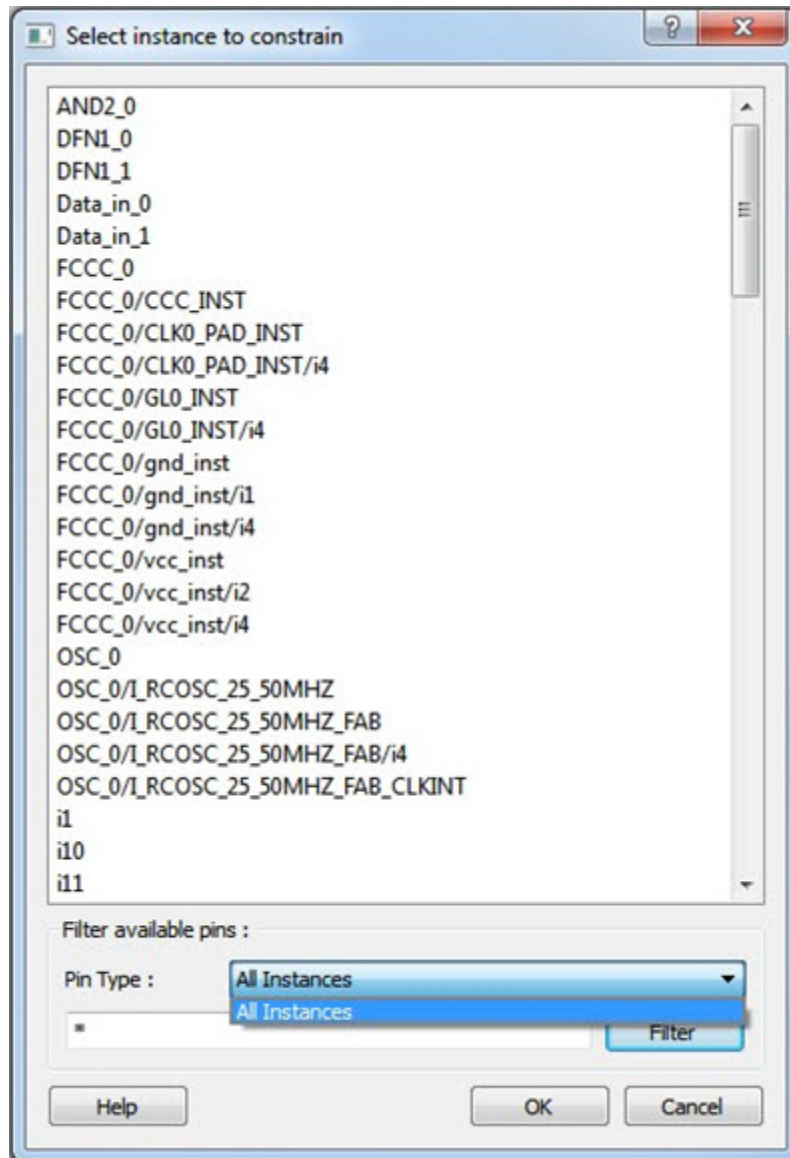 Select instance to constrain
AND2_0
DFN1_0
DFN1_1
Data_in_0
Data_in_1
FCCC_0
FCCC_0/CCC_INST
FCCC_0/CLK0_PAD_INST
FCCC_0/CLK0_PAD_INST/i4
FCCC_0/GL0_INST
FCCC_0/GL0_INST/i4
FCCC_0/gnd_inst
FCCC_0/gnd_inst/i1
FCCC_0/gnd_inst/i4
FCCC_0/vcc_inst
FCCC_0/vcc_inst/i2
FCCC_0/vcc_inst/i4
OSC_0
OSC_0/I_RCOSC_25_50MHZ
OSC_0/I_RCOSC_25_50MHZ_FAB
OSC_0/I_RCOSC_25_50MHZ_FAB/i4
OSC_0/I_RCOSC_25_50MHZ_FAB_CLKINT
i1
i10
i11
Filter available pins :
Pin Type : All Instances
All Instances
* Filter
Help OK Cancel